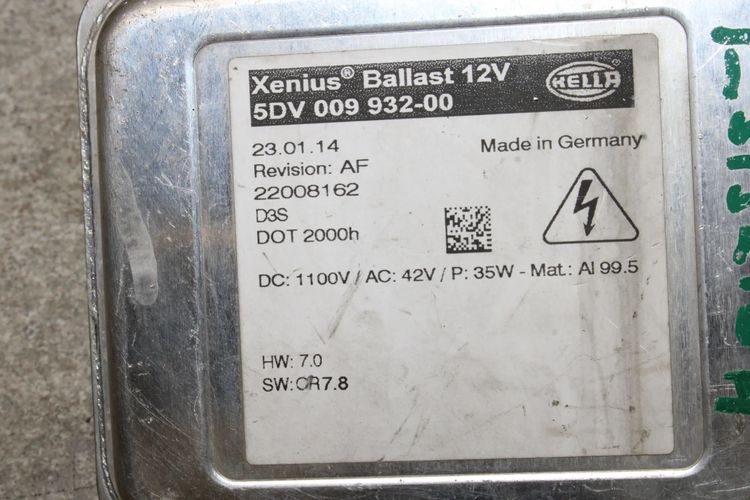 Xenius® Ballast 12V
5DV 009 932-00
HELLA
23.01.14
Made in Germany
Revision: AF
22008162
D3S
DOT 2000h
DC: 1100V / AC: 42V / P: 35W - Mat.: Al 99.5
HW: 7.0
SW: CR7.8